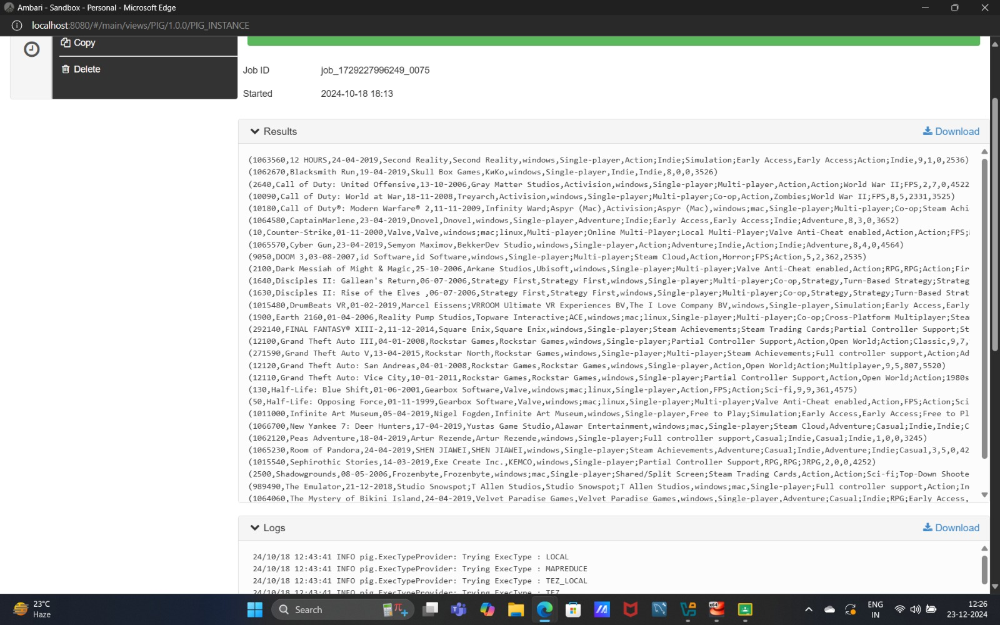 Ambari - Sandbox - Personal - Microsoft Edge
localhost:8080/#/main/views/PIG/1.0.0/PIG_INSTANCE
Copy
Delete
Job ID job_1729227996249_0075
Started 2024-10-18 18:13
Results Download
(1063560,12 HOURS,24-04-2019,Second Reality,Second Reality,windows,Single-player,Action;Indie;Simulation;Early Access,Early Access;Action;Indie,9,1,0,2536)
(1062670,Blacksmith Run,19-04-2019,Skull Box Games,КиКо,windows,Single-player,Indie,Indie,8,0,0,3526)
(2640,Call of Duty: United Offensive,13-10-2006,Gray Matter Studios,Activision,windows,Single-player;Multi-player,Action,Action;World War II;FPS,2,7,0,4522
(10090,Call of Duty: World at War,18-11-2008,Treyarch,Activision,windows,Single-player;Multi-player;Co-op,Action,Zombies;World War II;FPS,8,5,2331,3525)
(10180,Call of Duty®: Modern Warfare® 2,11-11-2009,Infinity Ward;Aspyr (Mac),Activision;Aspyr (Mac),windows;mac,Single-player;Multi-player;Co-op;Steam Achi
(1064580,CaptainMarlene,23-04-2019,Dnovel,Dnovel,windows,Single-player,Adventure;Indie;Early Access,Early Access;Indie;Adventure,8,3,0,3652)
(10,Counter-Strike,01-11-2000,Valve,Valve,windows;mac;linux,Multi-player;Online Multi-Player;Local Multi-Player;Valve Anti-Cheat enabled,Action,Action;FPS;
(1065570,Cyber Gun,23-04-2019,Semyon Maximov,BekkerDev Studio,windows,Single-player,Action;Adventure;Indie,Action;Indie;Adventure,8,4,0,4564)
(9050,DOOM 3,03-08-2007,id Software,id Software,windows,Single-player;Multi-player;Steam Cloud,Action,Horror;FPS;Action,5,2,362,2535)
(2100,Dark Messiah of Might & Magic,25-10-2006,Arkane Studios,Ubisoft,windows,Single-player;Multi-player;Valve Anti-Cheat enabled,Action;RPG,RPG;Action;Fir
(1640,Disciples II: Gallean's Return,06-07-2006,Strategy First,Strategy First,windows,Single-player;Multi-player;Co-op,Strategy,Turn-Based Strategy;Strateg
(1630,Disciples II: Rise of the Elves ,06-07-2006,Strategy First,Strategy First,windows,Single-player;Multi-player;Co-op,Strategy,Strategy;Turn-Based Strat
(1015480,DrumBeats VR,01-02-2019,Marcel Eissens;VRROOM Ultimate VR Experiences BV,The I Love Company BV,windows,Single-player,Simulation;Early Access,Early
(1900,Earth 2160,01-04-2006,Reality Pump Studios,Topware Interactive;ACE,windows;mac;linux,Single-player;Multi-player;Co-op;Cross-Platform Multiplayer;Stea
(292140,FINAL FANTASY® XIII-2,11-12-2014,Square Enix,Square Enix,windows,Single-player;Steam Achievements;Steam Trading Cards;Partial Controller Support;St
(12100,Grand Theft Auto III,04-01-2008,Rockstar Games,Rockstar Games,windows,Single-player;Partial Controller Support,Action,Open World;Action;Classic,9,7,
(271590,Grand Theft Auto V,13-04-2015,Rockstar North,Rockstar Games,windows,Single-player;Multi-player;Steam Achievements;Full controller support,Action;Ad
(12120,Grand Theft Auto: San Andreas,04-01-2008,Rockstar Games,Rockstar Games,windows,Single-player,Action,Open World;Action;Multiplayer,9,5,807,5520)
(12110,Grand Theft Auto: Vice City,10-01-2011,Rockstar Games,Rockstar Games,windows,Single-player;Partial Controller Support,Action,Open World;Action;1980s
(130,Half-Life: Blue Shift,01-06-2001,Gearbox Software,Valve,windows;mac;linux,Single-player,Action,FPS;Action;Sci-fi,9,9,361,4575)
(50,Half-Life: Opposing Force,01-11-1999,Gearbox Software,Valve,windows;mac;linux,Single-player;Multi-player;Valve Anti-Cheat enabled,Action,FPS;Action;Sci
(1011000,Infinite Art Museum,05-04-2019,Nigel Fogden,Infinite Art Museum,windows,Single-player,Free to Play;Simulation;Early Access,Early Access;Free to Pl
(1066700,New Yankee 7: Deer Hunters,17-04-2019,Yustas Game Studio,Alawar Entertainment,windows;mac,Single-player;Steam Cloud,Adventure;Casual;Indie,Indie;C
(1062120,Peas Adventure,18-04-2019,Artur Rezende,Artur Rezende,windows,Single-player;Full controller support,Casual;Indie,Casual;Indie,1,0,0,3245)
(1065230,Room of Pandora,24-04-2019,SHEN JIAWEI,SHEN JIAWEI,windows,Single-player;Steam Achievements,Adventure;Casual;Indie,Adventure;Indie;Casual,3,5,0,42
(1015540,Sephirothic Stories,14-03-2019,Exe Create Inc.,KEMCO,windows,Single-player;Partial Controller Support,RPG,RPG;JRPG,2,0,0,4252)
(2500,Shadowgrounds,08-05-2006,Frozenbyte,Frozenbyte,windows;mac,Single-player;Shared/Split Screen;Steam Trading Cards,Action,Action;Sci-fi;Top-Down Shoote
(989490,The Emulator,21-12-2018,Studio Snowspot;T Allen Studios,Studio Snowspot;T Allen Studios,windows;mac,Single-player;Full controller support,Action;In
(1064060,The Mystery of Bikini Island,24-04-2019,Velvet Paradise Games,Velvet Paradise Games,windows,Single-player,Adventure;Casual;Indie;RPG;Early Access,
Logs Download
24/10/18 12:43:41 INFO pig.ExecTypeProvider: Trying ExecType : LOCAL
24/10/18 12:43:41 INFO pig.ExecTypeProvider: Trying ExecType : MAPREDUCE
24/10/18 12:43:41 INFO pig.ExecTypeProvider: Trying ExecType : TEZ_LOCAL
24/10/18 12:43:41 INFO pig.ExecTypeProvider: Trying ExecType : TEZ
23°C
Haze
Search
ENG
IN
12:26
23-12-2024